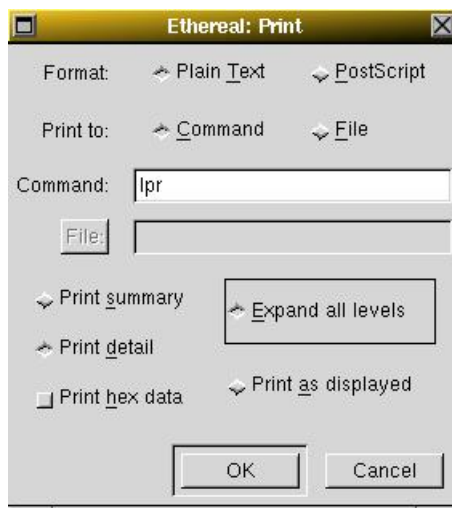 Ethereal: Print
Format: Plain Text PostScript
Print to: Command File
Command: lpr
File:
Print summary
Expand all levels
Print detail
Print as displayed
Print hex data
OK Cancel